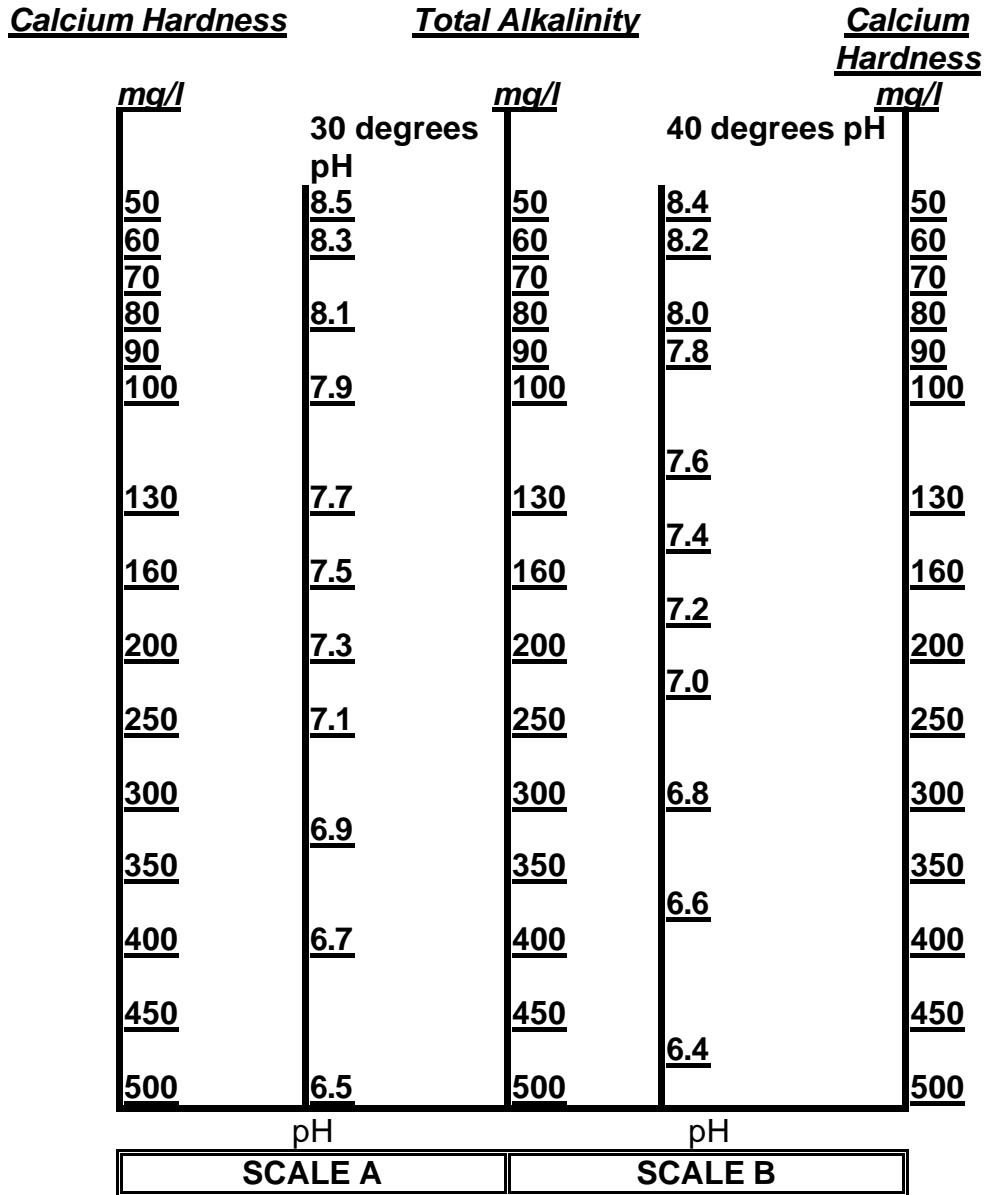 Calcium Hardness Total Alkalinity Calcium
Hardness
mg/l mg/l mg/l
30 degrees 40 degrees pH
pH
50 8.5 50 8.4 50
60 8.3 60 8.2 60
70 70 70
80 8.1 80 8.0 80
90 90 7.8 90
100 7.9 100 100
7.6
130 7.7 130 130
7.4
160 7.5 160 160
7.2
200 7.3 200 200
7.0
250 7.1 250 250
300 300 6.8 300
6.9
350 350 350
6.6
400 6.7 400 400
450 450 450
6.4
500 6.5 500 500
pH pH
SCALE A SCALE B